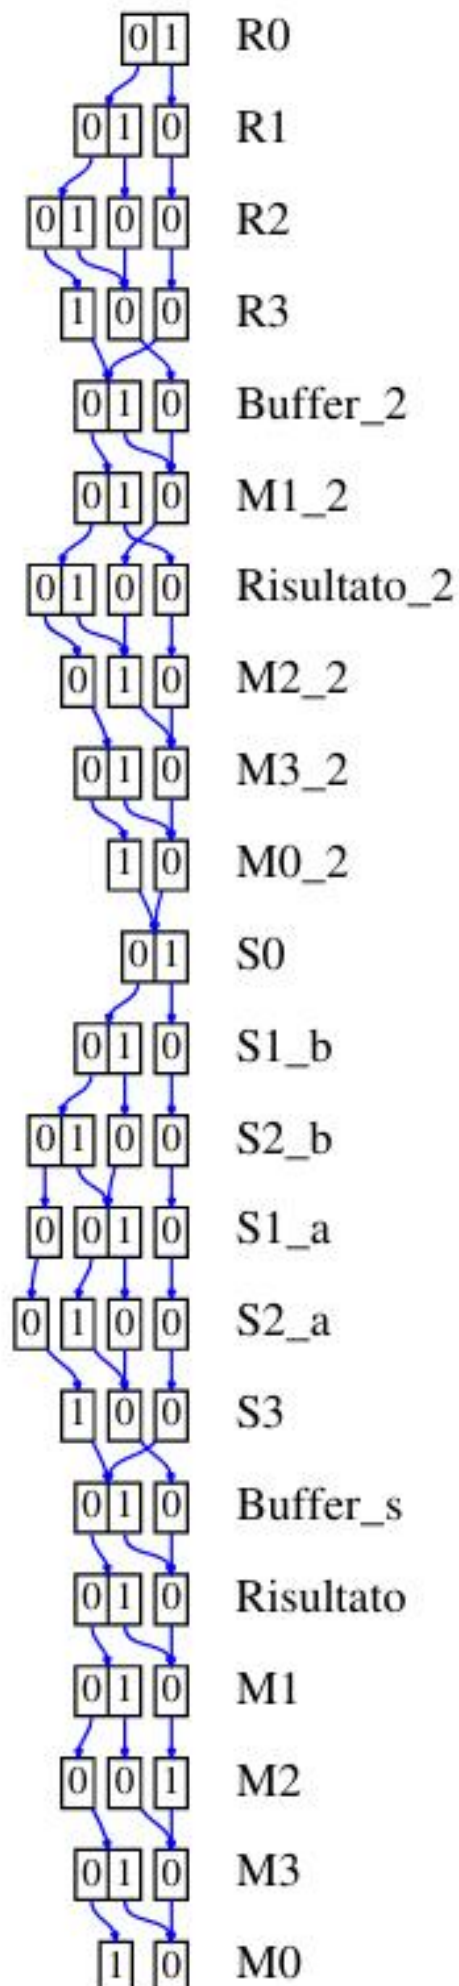 0 1 R0
0 1 0 R1
0 1 0 0 R2
1 0 0 R3
0 1 0 Buffer_2
0 1 0 M1_2
0 1 0 0 Risultato_2
0 1 0 M2_2
0 1 0 M3_2
1 0 M0_2
0 1 S0
0 1 0 S1_b
0 1 0 0 S2_b
0 0 1 0 S1_a
0 1 0 0 S2_a
1 0 0 S3
0 1 0 Buffer_s
0 1 0 Risultato
0 1 0 M1
0 0 1 M2
0 1 0 M3
1 0 M0